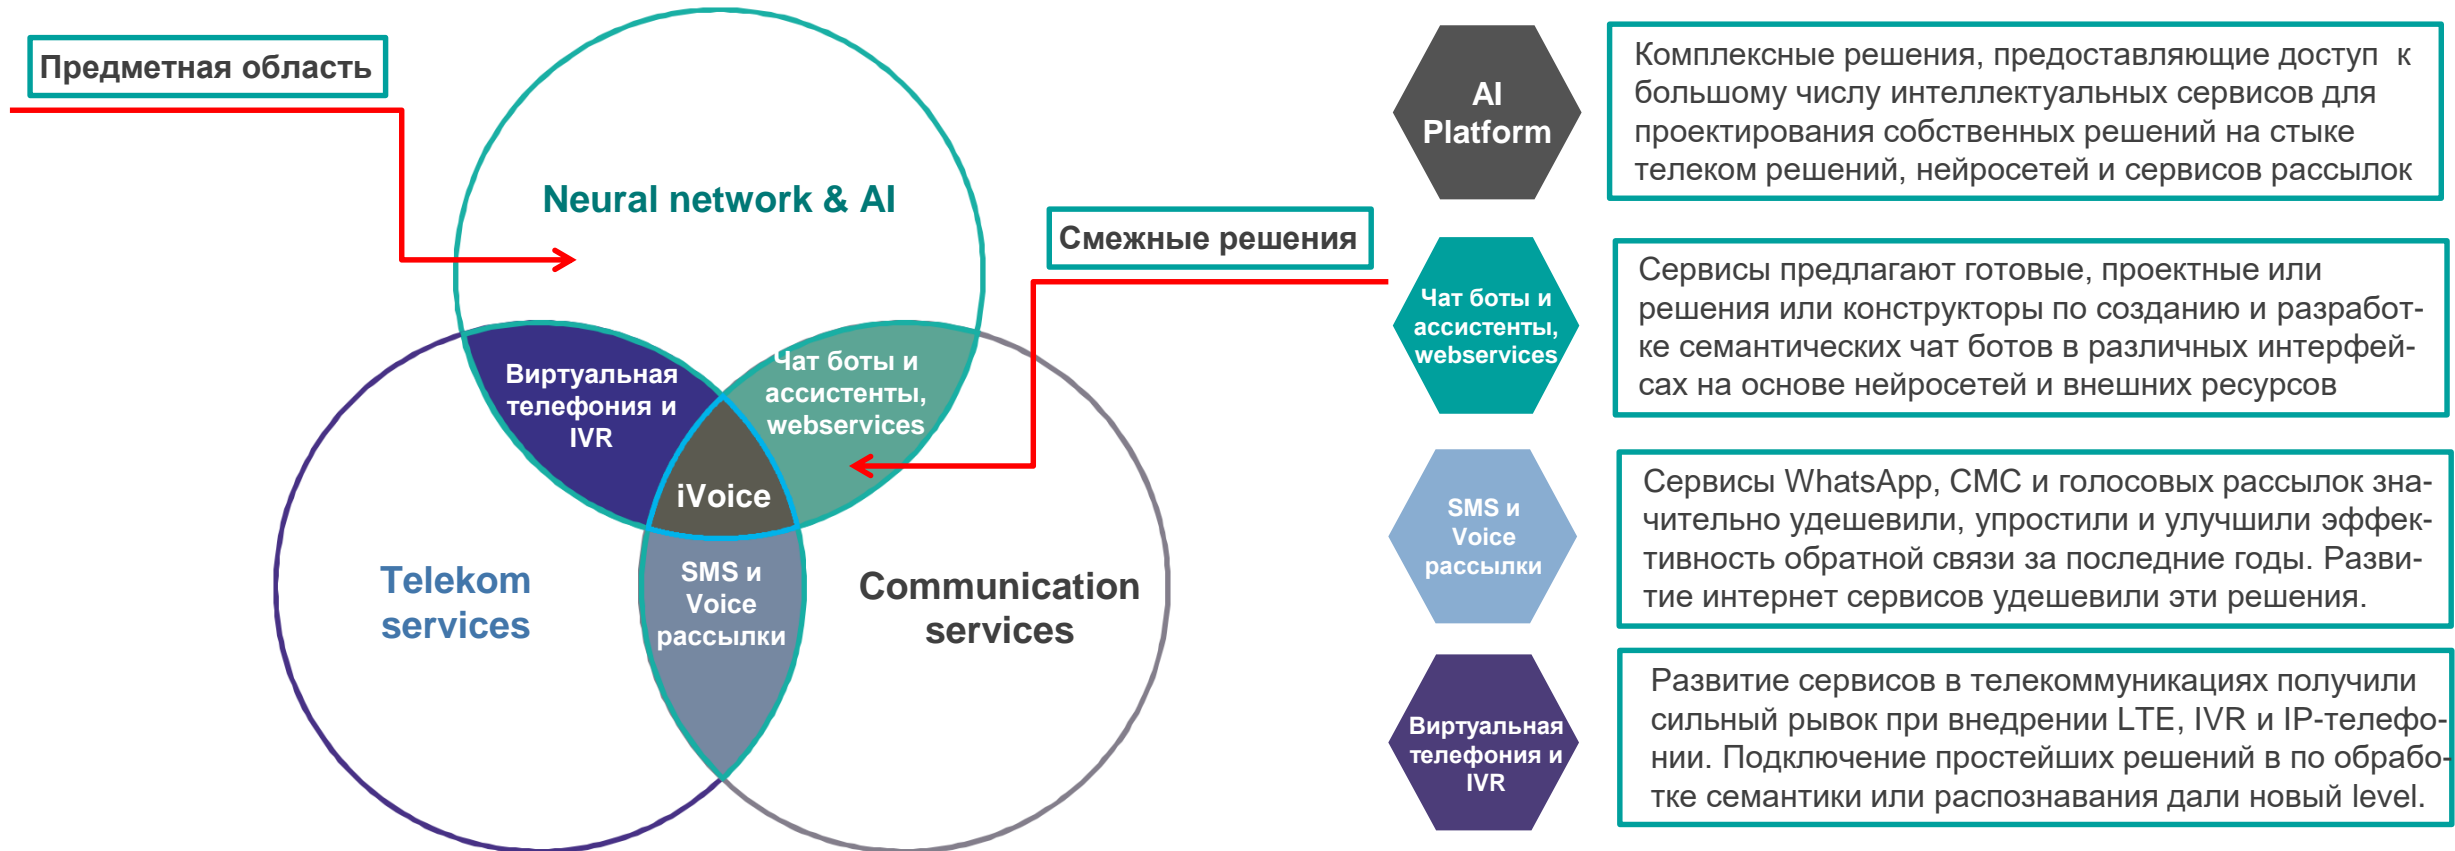 Предметная область
Neural network & AI
Смежные решения
Виртуальная
телефония и
IVR
Чат боты и
ассистенты,
webservices
iVoice
Telekom
services
SMS и
Voice
рассылки
Communication
services
AI
Platform
Комплексные решения, предоставляющие доступ к
большому числу интеллектуальных сервисов для
проектирования собственных решений на стыке
телеком решений, нейросетей и сервисов рассылок
Чат боты и
ассистенты,
webservices
Сервисы предлагают готовые, проектные или
решения или конструкторы по созданию и разработ-
ке семантических чат ботов в различных интерфей-
сах на основе нейросетей и внешних ресурсов
SMS и
Voice
рассылки
Сервисы WhatsApp, СМС и голосовых рассылок зна-
чительно удешевили, упростили и улучшили эффек-
тивность обратной связи за последние годы. Разви-
тие интернет сервисов удешевили эти решения.
Виртуальная
телефония и
IVR
Развитие сервисов в телекоммуникациях получили
сильный рывок при внедрении LTE, IVR и IP-телефо-
нии. Подключение простейших решений в по обрабо-
тке семантики или распознавания дали новый level.